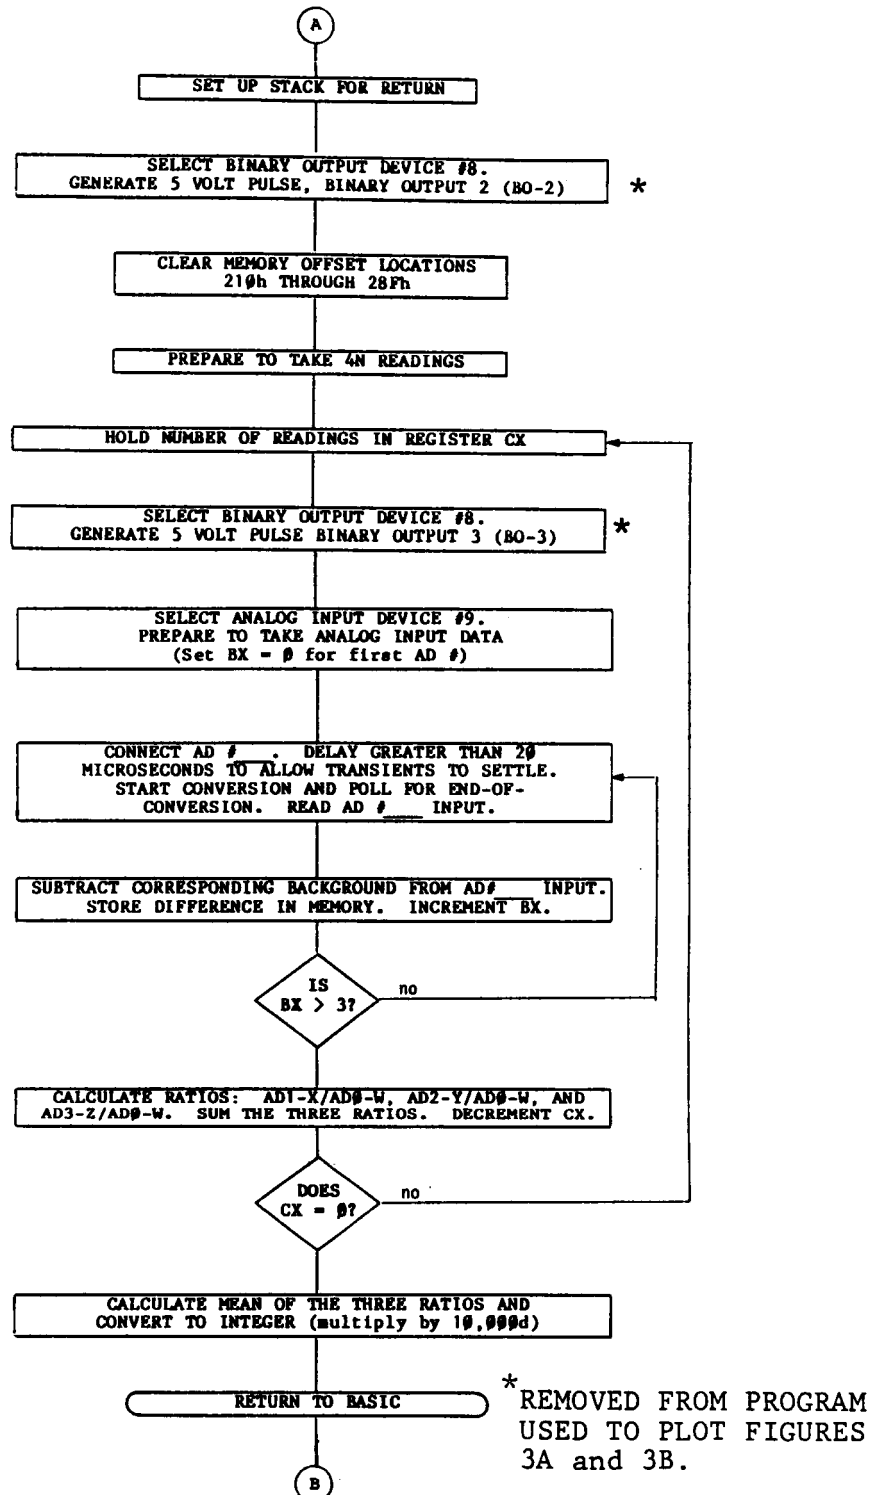 A
SET UP STACK FOR RETURN
SELECT BINARY OUTPUT DEVICE #8.
GENERATE 5 VOLT PULSE, BINARY OUTPUT 2 (BO-2)
*
CLEAR MEMORY OFFSET LOCATIONS
21∅h THROUGH 28Fh
PREPARE TO TAKE 4N READINGS
HOLD NUMBER OF READINGS IN REGISTER CX
SELECT BINARY OUTPUT DEVICE #8.
GENERATE 5 VOLT PULSE BINARY OUTPUT 3 (BO-3)
*
SELECT ANALOG INPUT DEVICE #9.
PREPARE TO TAKE ANALOG INPUT DATA
(Set BX = ∅ for first AD #)
CONNECT AD #___. DELAY GREATER THAN 2∅
MICROSECONDS TO ALLOW TRANSIENTS TO SETTLE.
START CONVERSION AND POLL FOR END-OF-
CONVERSION. READ AD #___ INPUT.
SUBTRACT CORRESPONDING BACKGROUND FROM AD#___ INPUT.
STORE DIFFERENCE IN MEMORY. INCREMENT BX.
IS
BX > 3?
no
CALCULATE RATIOS: AD1-X/AD∅-W, AD2-Y/AD∅-W, AND
AD3-Z/AD∅-W. SUM THE THREE RATIOS. DECREMENT CX.
DOES
CX = ∅?
no
CALCULATE MEAN OF THE THREE RATIOS AND
CONVERT TO INTEGER (multiply by 1∅,∅∅∅d)
RETURN TO BASIC
*REMOVED FROM PROGRAM
USED TO PLOT FIGURES
3A and 3B.
B